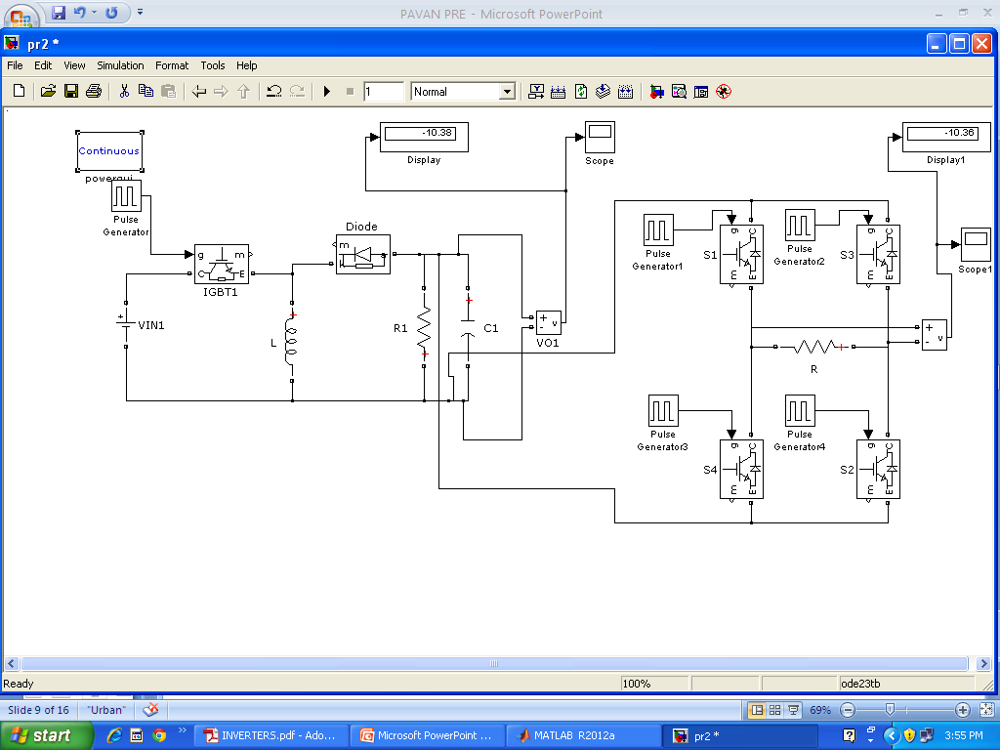 PAVAN PRE - Microsoft PowerPoint
pr2 *
File Edit View Simulation Format Tools Help
1 Normal
Continuous
powergui
-10.38
Display
Scope
-10.36
Display1
Pulse
Generator
g m
C E
IGBT1
Diode
m
VIN1
L
R1
C1
+
-
v
VO1
Pulse
Generator1
S1
g C
m E
Pulse
Generator2
S3
g C
m E
Scope1
+
-
v
R
Pulse
Generator3
S4
g C
m E
Pulse
Generator4
S2
g C
m E
Ready
100%
ode23tb
Slide 9 of 16
"Urban"
69%
start
INVERTERS.pdf - Ado...
Microsoft PowerPoint ...
MATLAB R2012a
pr2 *
3:55 PM